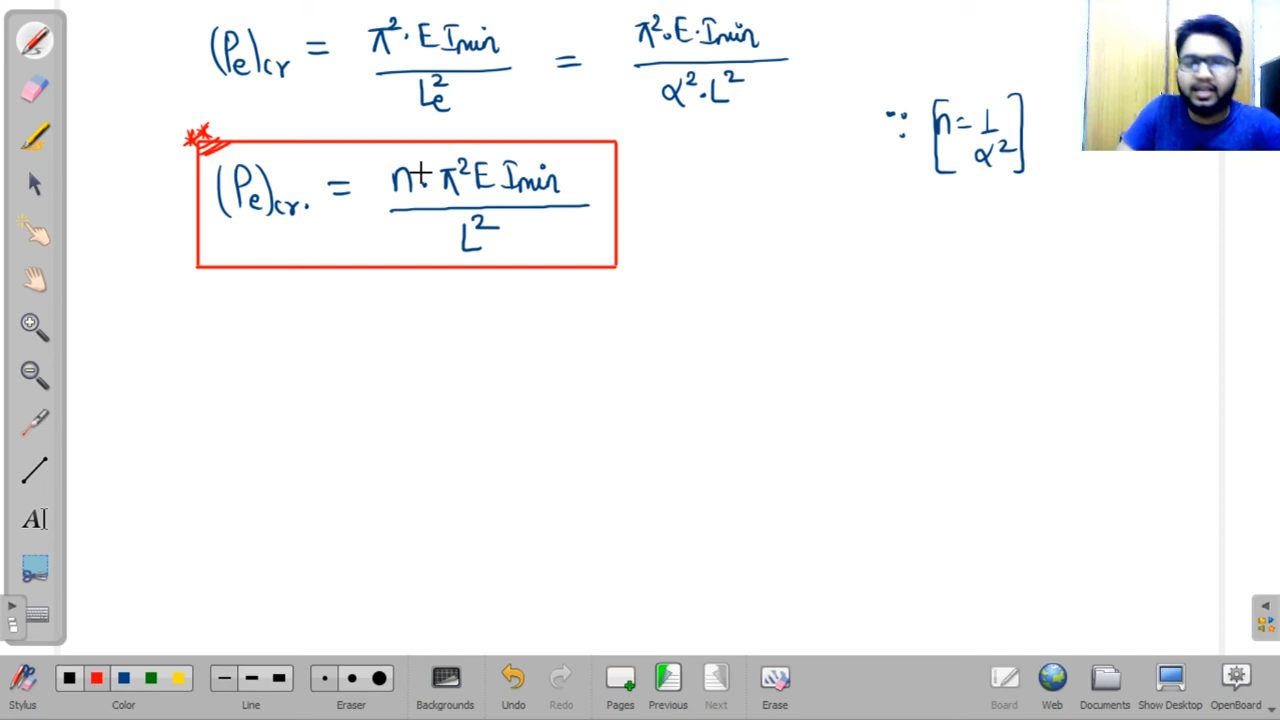 (Pe)cr = π²·E Imin / Le² = π²·E·Imin / α²·L²
∵ [n = 1/α²]
**
(Pe)cr. = n·π²E Imin / L²
AI
Stylus
Color
Line
Eraser
Backgrounds
Undo
Redo
Pages
Previous
Next
Erase
Board
Web
Documents
Show Desktop
OpenBoard